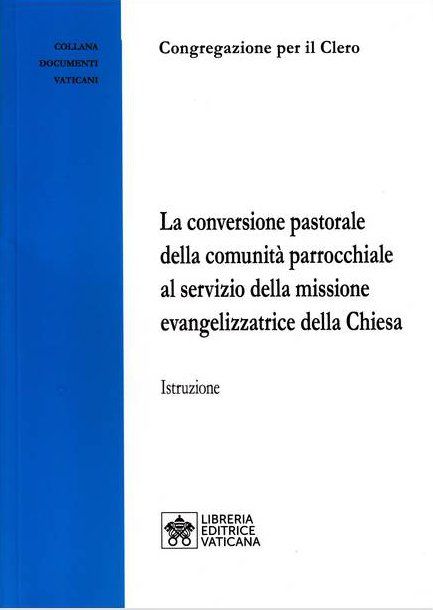 COLLANA
DOCUMENTI
VATICANI
Congregazione per il Clero
La conversione pastorale
della comunità parrocchiale
al servizio della missione
evangelizzatrice della Chiesa
Istruzione
LIBRERIA
EDITRICE
VATICANA